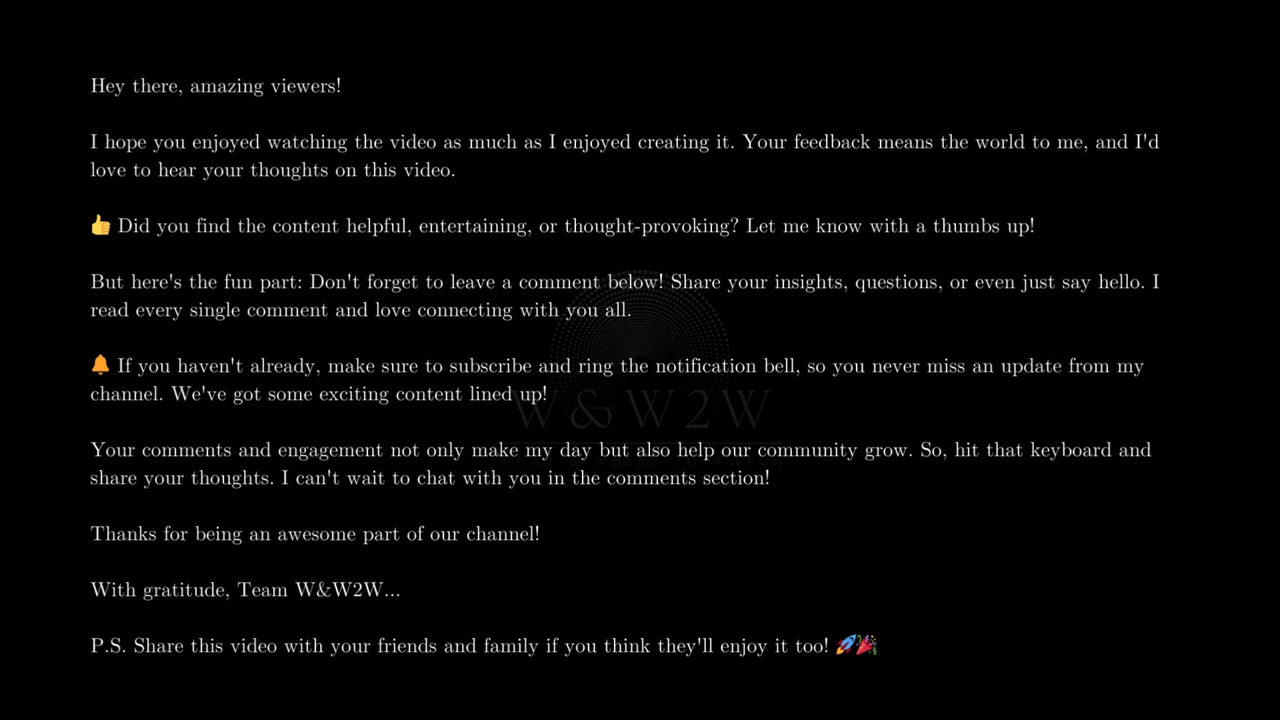 Hey there, amazing viewers!
I hope you enjoyed watching the video as much as I enjoyed creating it. Your feedback means the world to me, and I'd
love to hear your thoughts on this video.
👍 Did you find the content helpful, entertaining, or thought-provoking? Let me know with a thumbs up!
But here's the fun part: Don't forget to leave a comment below! Share your insights, questions, or even just say hello. I
read every single comment and love connecting with you all.
🔔 If you haven't already, make sure to subscribe and ring the notification bell, so you never miss an update from my
channel. We've got some exciting content lined up!
W&W2W
Your comments and engagement not only make my day but also help our community grow. So, hit that keyboard and
share your thoughts. I can't wait to chat with you in the comments section!
Thanks for being an awesome part of our channel!
With gratitude, Team W&W2W...
P.S. Share this video with your friends and family if you think they'll enjoy it too! 🚀🎉